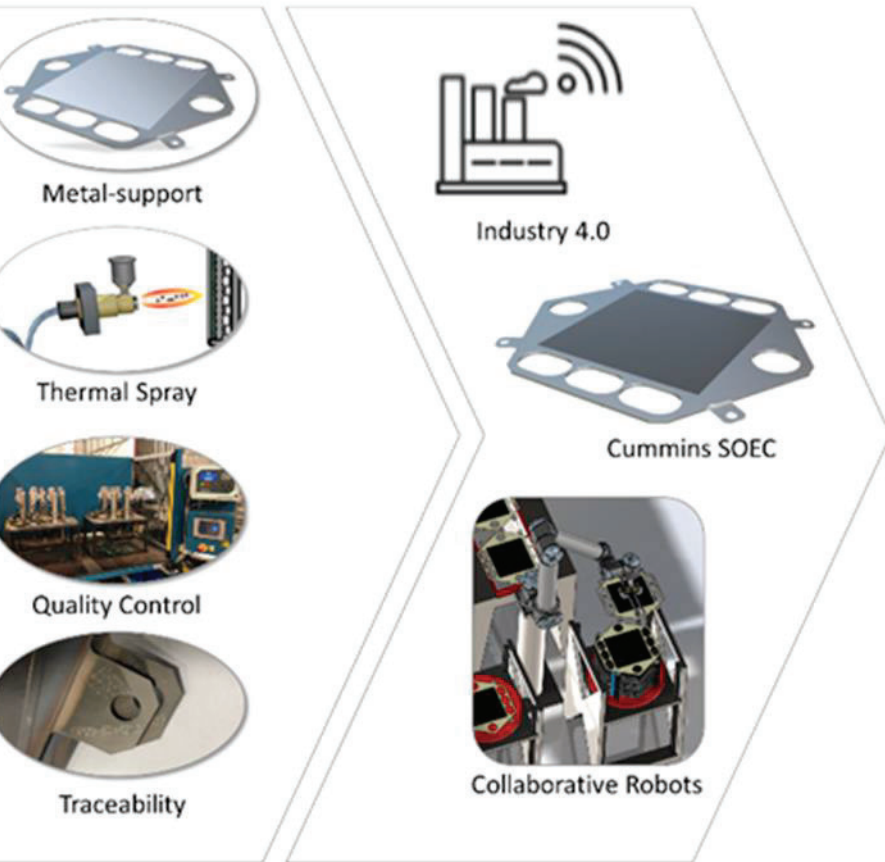 Metal-support
Thermal Spray
Quality Control
Traceability
Industry 4.0
Cummins SOEC
Collaborative Robots